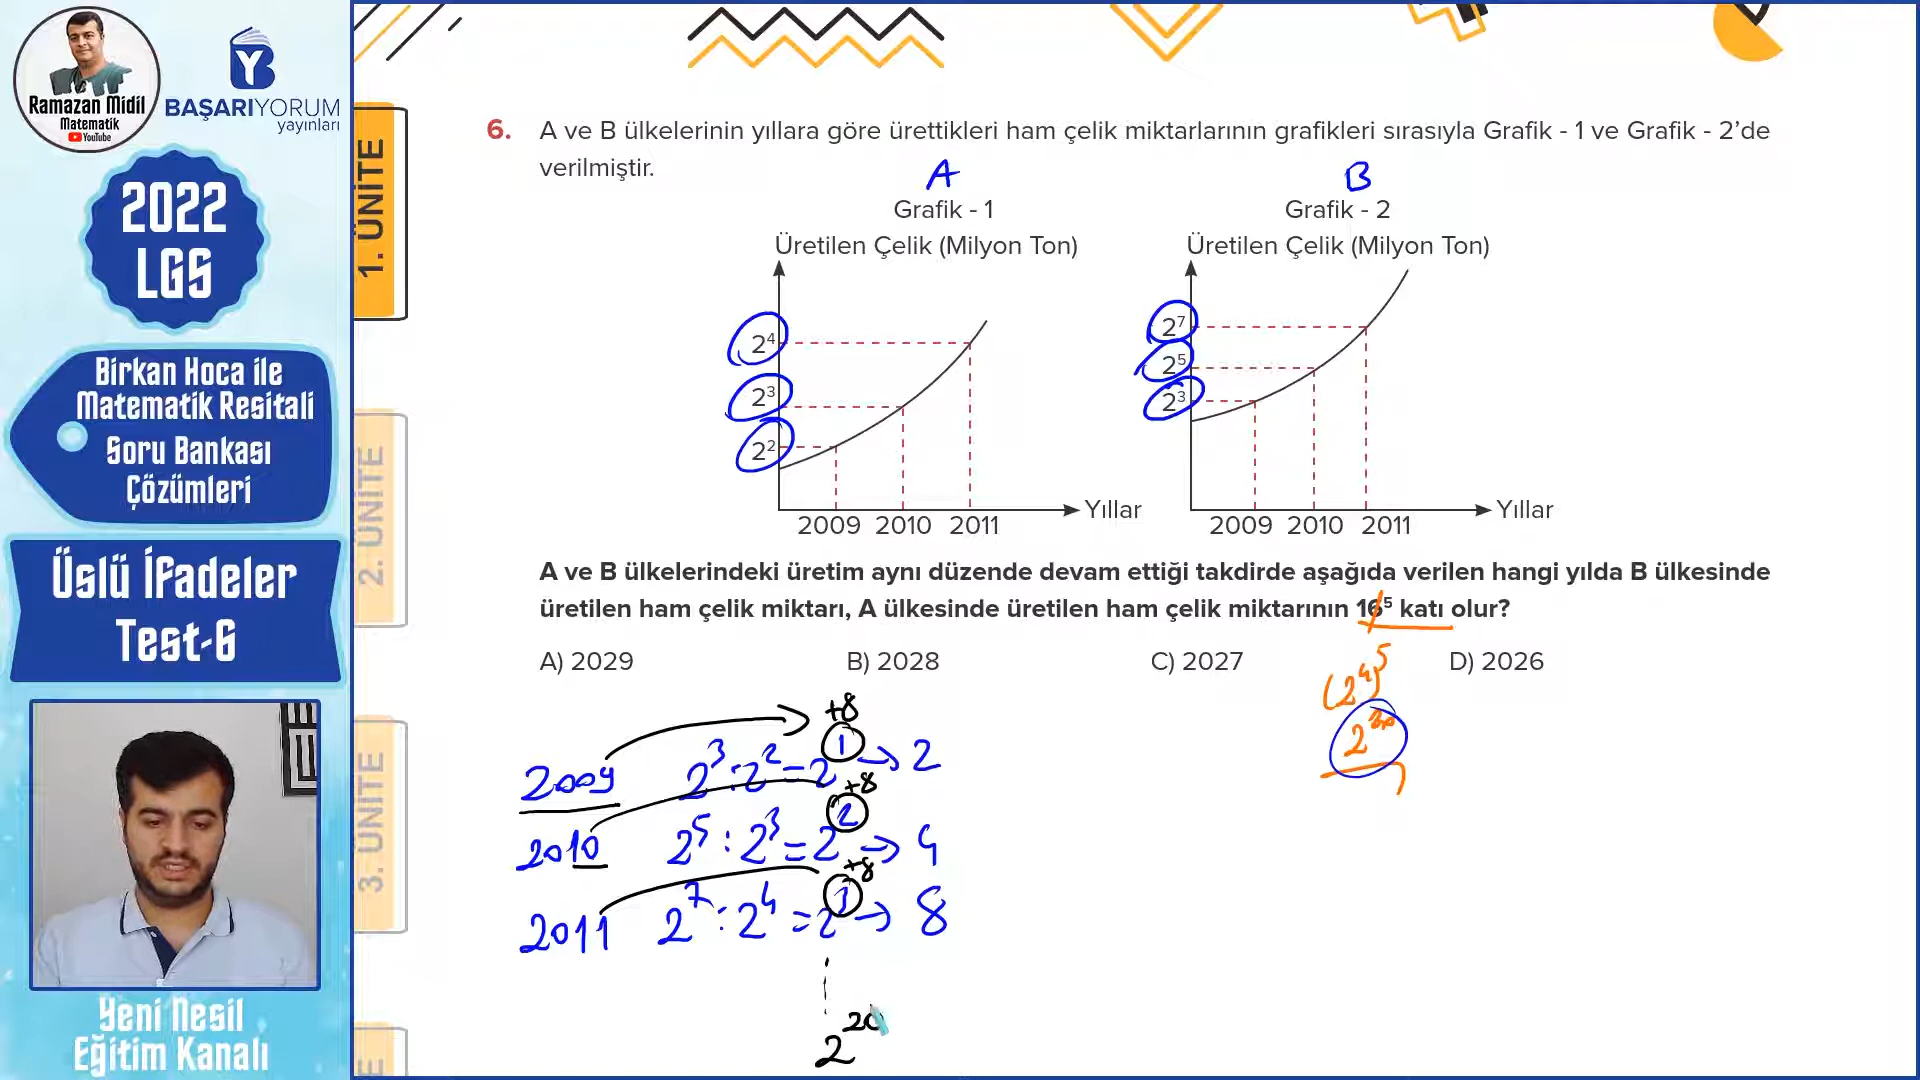 Ramazan Midil
Matematik
YouTube
BAŞARIYORUM
yayınları
2022
LGS
Birkan Hoca ile
Matematik Resitali
Soru Bankası
Çözümleri
Üslü İfadeler
Test-6
Yeni Nesil
Eğitim Kanalı
1. ÜNİTE
2. ÜNİTE
3. ÜNİTE
6. A ve B ülkelerinin yıllara göre ürettikleri ham çelik miktarlarının grafikleri sırasıyla Grafik - 1 ve Grafik - 2’de
verilmiştir.
A
Grafik - 1
Üretilen Çelik (Milyon Ton)
2⁴
2³
2²
2009 2010 2011
Yıllar
B
Grafik - 2
Üretilen Çelik (Milyon Ton)
2⁷
2⁵
2³
2009 2010 2011
Yıllar
A ve B ülkelerindeki üretim aynı düzende devam ettiği takdirde aşağıda verilen hangi yılda B ülkesinde
üretilen ham çelik miktarı, A ülkesinde üretilen ham çelik miktarının 16⁵ katı olur?
A) 2029 B) 2028 C) 2027 D) 2026
(2⁴)⁵
2²⁰
+8
2009 2³:2²=2¹→2
+8
2010 2⁵:2³=2²→4
+8
2011 2⁷:2⁴=2³→8
2²⁰